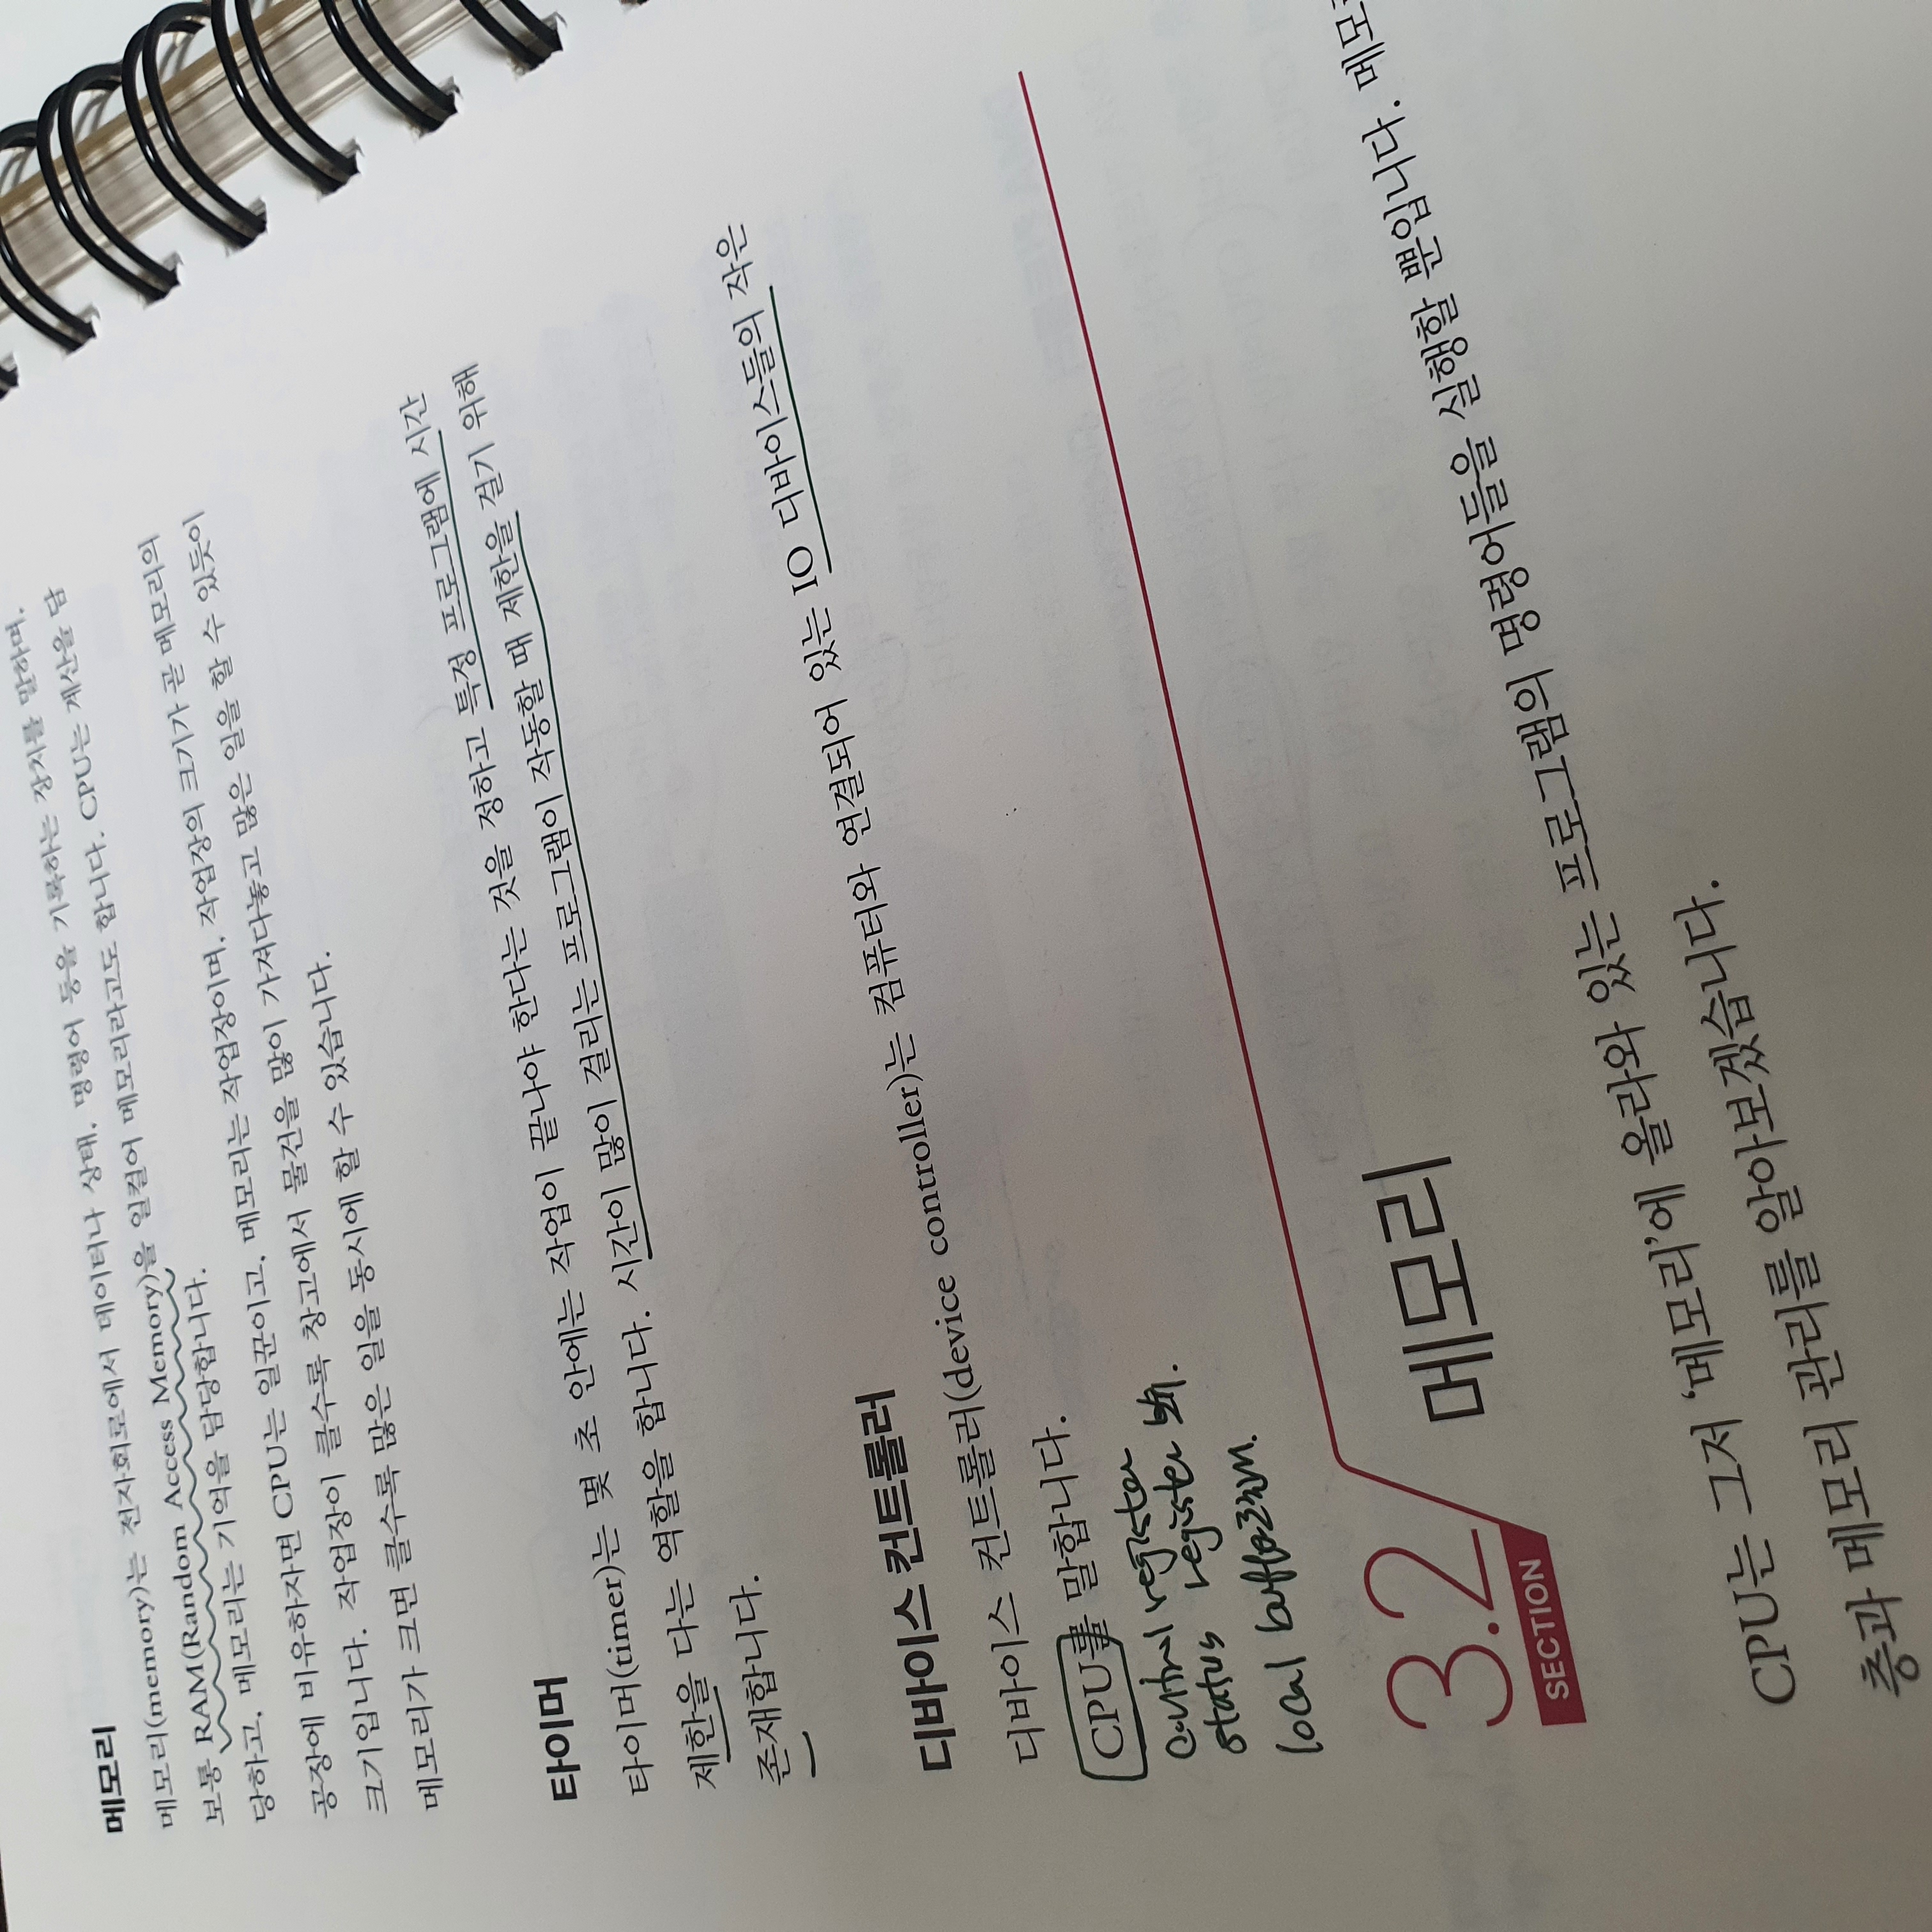 메모리
메모리(memory)는 전자회로에서 데이터나 상태, 명령어 등을 기록하는 장치를 말하며,
보통 RAM(Random Access Memory)을 일컬어 메모리라고도 합니다. CPU는 계산을 담
당하고, 메모리는 기억을 담당합니다.
공장에 비유하자면 CPU는 일꾼이고, 메모리는 작업장이며, 작업장의 크기가 곧 메모리의
크기입니다. 작업장이 클수록 창고에서 물건을 많이 가져다놓고 많은 일을 할 수 있듯이
메모리가 크면 클수록 많은 일을 동시에 할 수 있습니다.
타이머
타이머(timer)는 몇 초 안에는 작업이 끝나야 한다는 것을 정하고 특정 프로그램에 시간
제한을 다는 역할을 합니다. 시간이 많이 걸리는 프로그램이 작동할 때 제한을 걸기 위해
존재합니다.
디바이스 컨트롤러
디바이스 컨트롤러(device controller)는 컴퓨터와 연결되어 있는 IO 디바이스들의 작은
CPU를 말합니다.
control register
status register
local
3.2 메모리
SECTION
CPU는 그저 ‘메모리’에 올라와 있는 프로그램의 명령어들을 실행할 뿐입니다.
층과 메모리 관리를 알아보겠습니다.